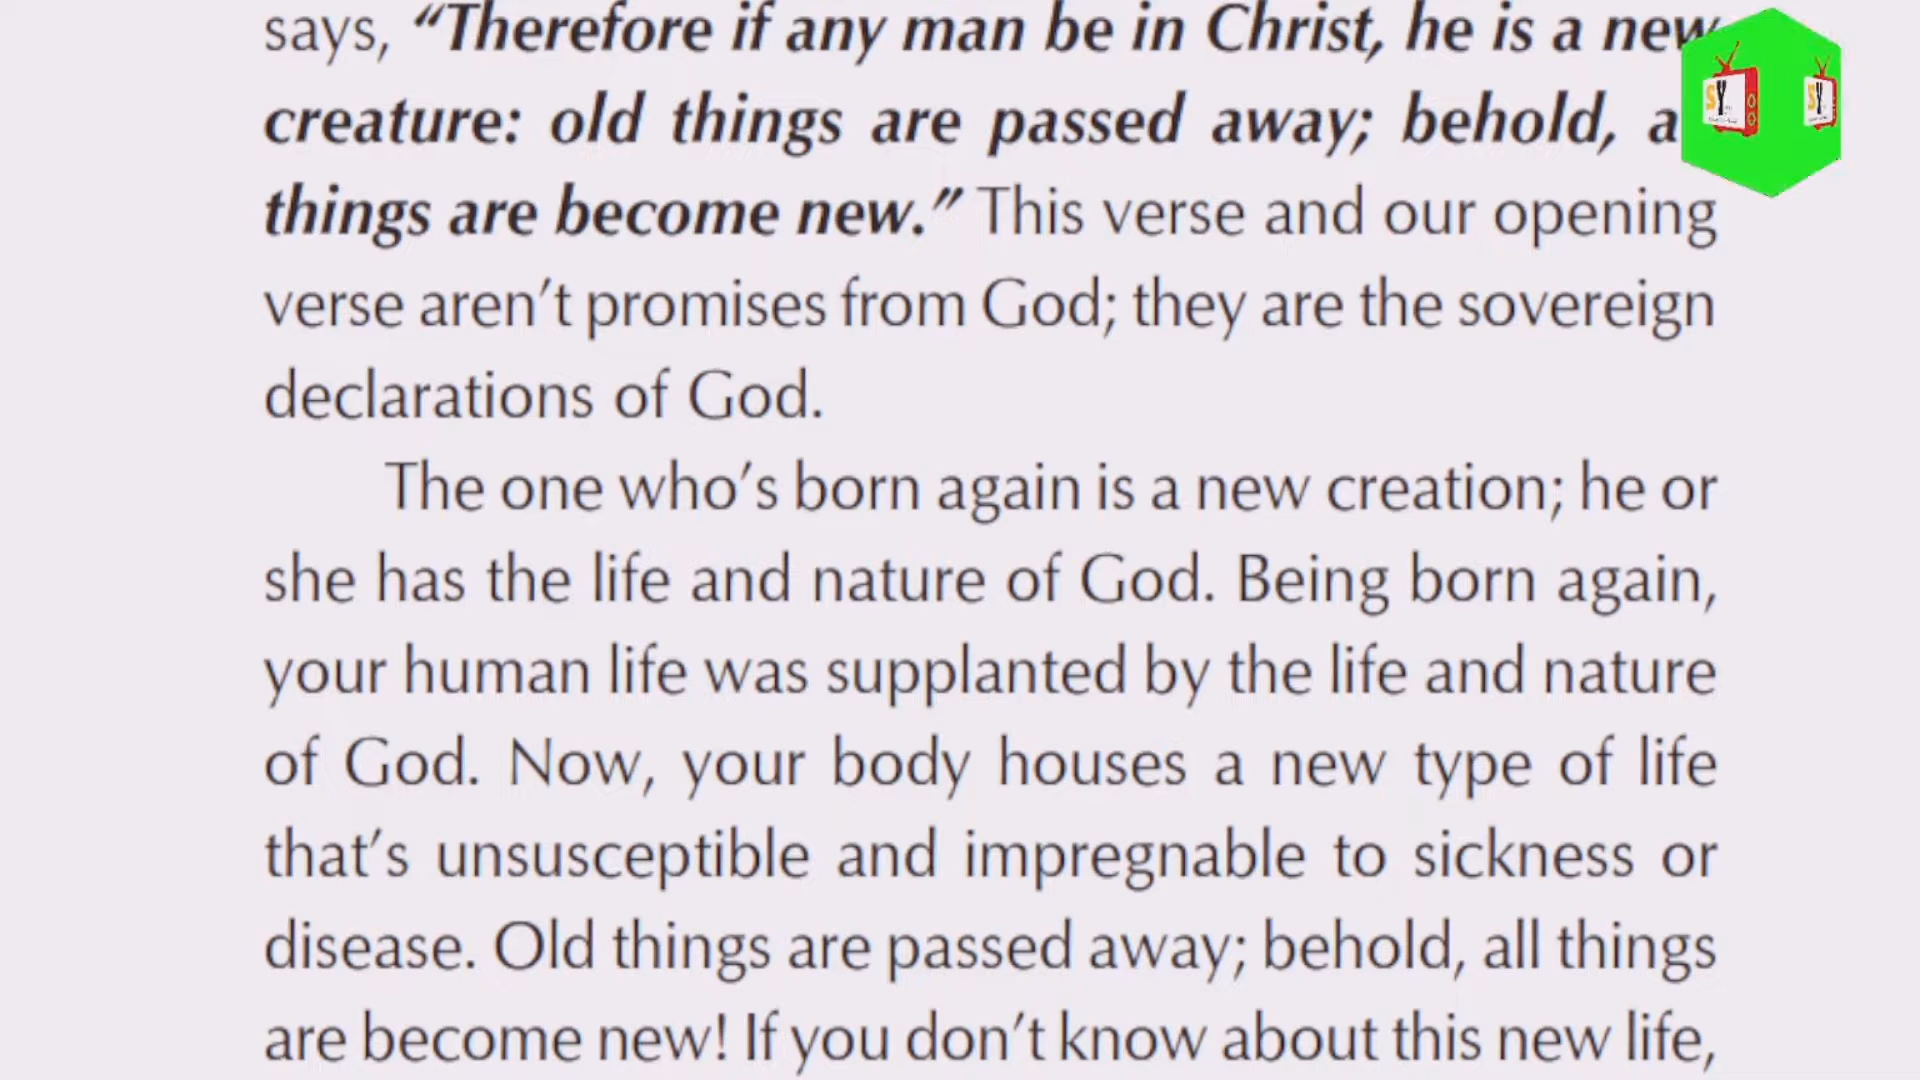 says, “Therefore if any man be in Christ, he is a new
creature: old things are passed away; behold, a
things are become new.” This verse and our opening
verse aren’t promises from God; they are the sovereign
declarations of God.
The one who’s born again is a new creation; he or
she has the life and nature of God. Being born again,
your human life was supplanted by the life and nature
of God. Now, your body houses a new type of life
that’s unsusceptible and impregnable to sickness or
disease. Old things are passed away; behold, all things
are become new! If you don’t know about this new life,
SY
SY